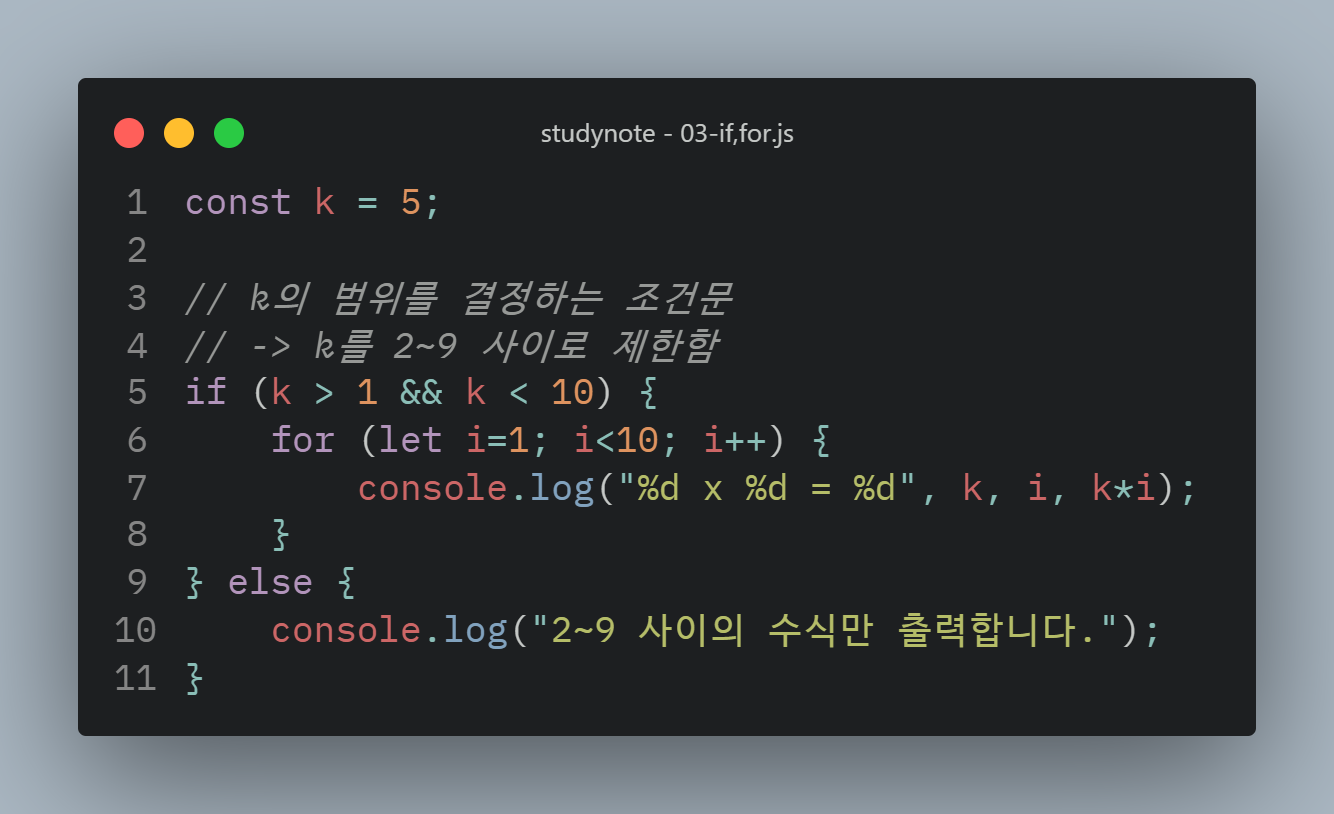 studynote - 03-if,for.js
1 const k = 5;
2
3 // k의 범위를 결정하는 조건문
4 // -> k를 2~9 사이로 제한함
5 if (k > 1 && k < 10) {
6     for (let i=1; i<10; i++) {
7         console.log("%d x %d = %d", k, i, k*i);
8     }
9 } else {
10     console.log("2~9 사이의 수식만 출력합니다.");
11 }